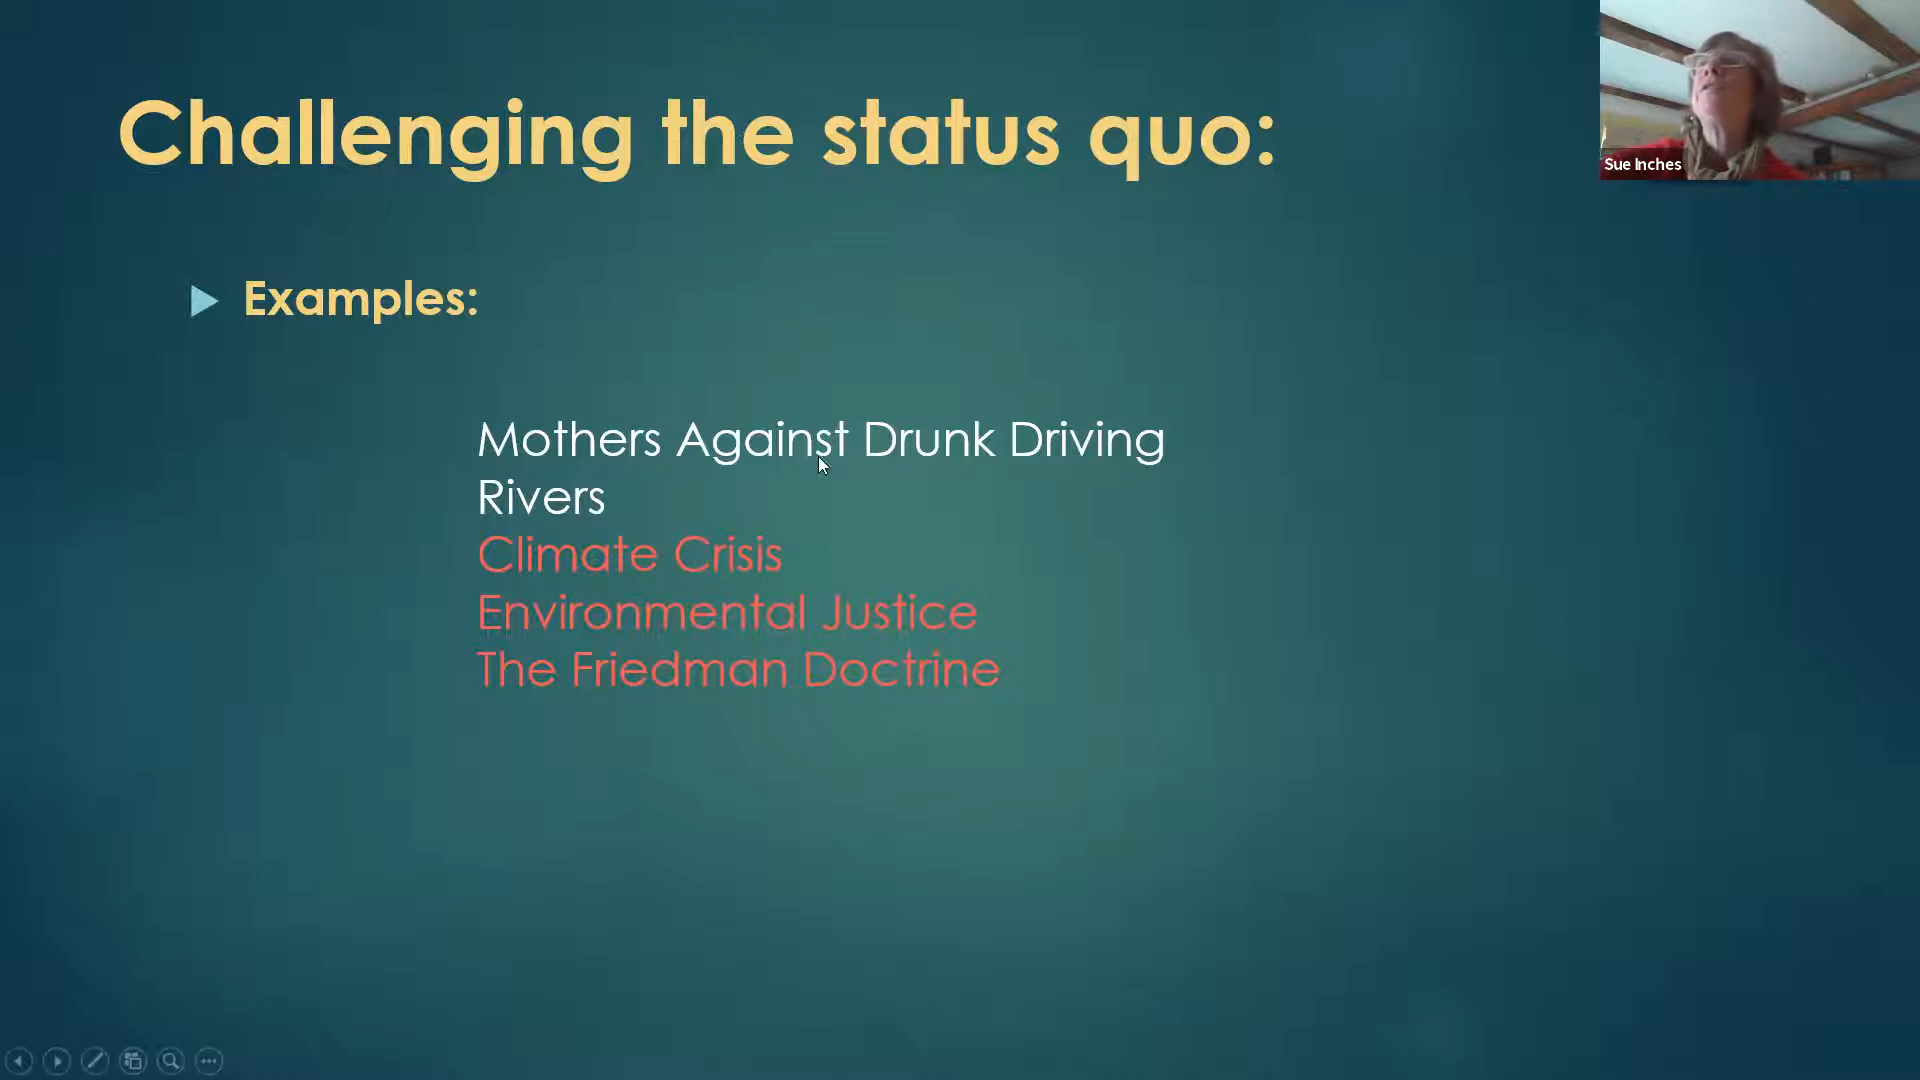 Challenging the status quo:
Sue Inches
Examples:
Mothers Against Drunk Driving
Rivers
Climate Crisis
Environmental Justice
The Friedman Doctrine